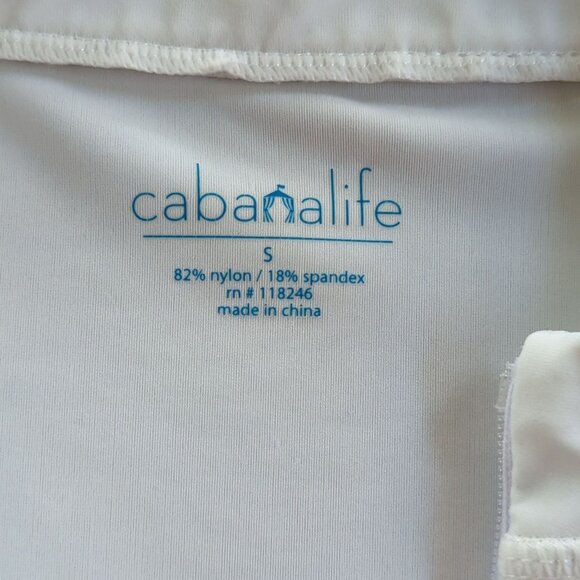 cabanalife
S
82% nylon / 18% spandex
rn # 118246
made in china